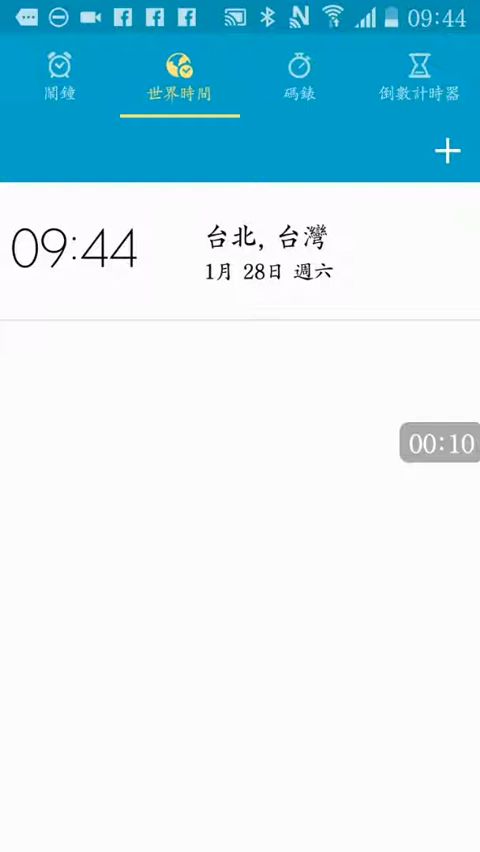 09:44
鬧鐘 世界時間 碼錶 倒數計時器
09:44
台北, 台灣
1月 28日 週六
00:10